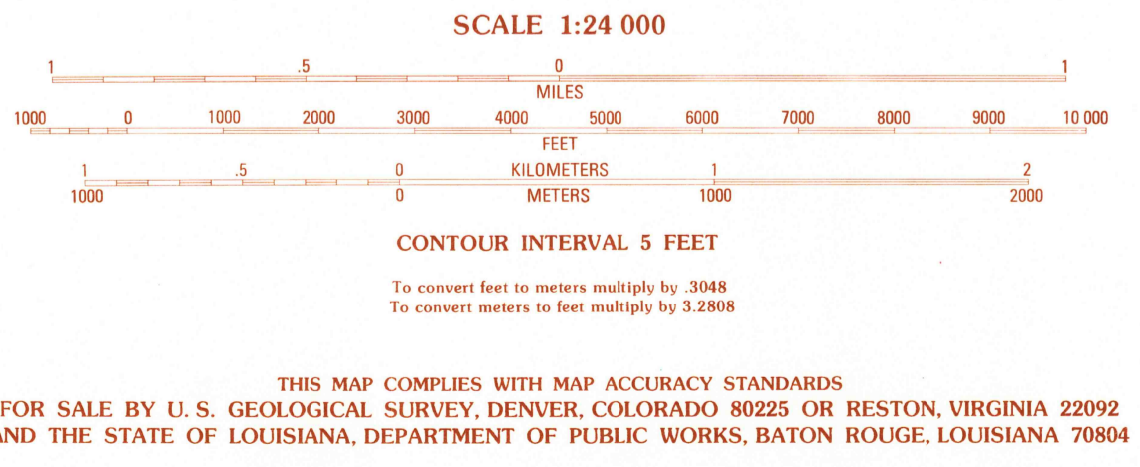 SCALE 1:24 000
1 .5 0 1
MILES
1000 0 1000 2000 3000 4000 5000 6000 7000 8000 9000 10 000
FEET
1 .5 0 KILOMETERS 1 2
1000 0 METERS 1000 2000
CONTOUR INTERVAL 5 FEET
To convert feet to meters multiply by .3048
To convert meters to feet multiply by 3.2808
THIS MAP COMPLIES WITH MAP ACCURACY STANDARDS
FOR SALE BY U. S. GEOLOGICAL SURVEY, DENVER, COLORADO 80225 OR RESTON, VIRGINIA 22092
AND THE STATE OF LOUISIANA, DEPARTMENT OF PUBLIC WORKS, BATON ROUGE, LOUISIANA 70804